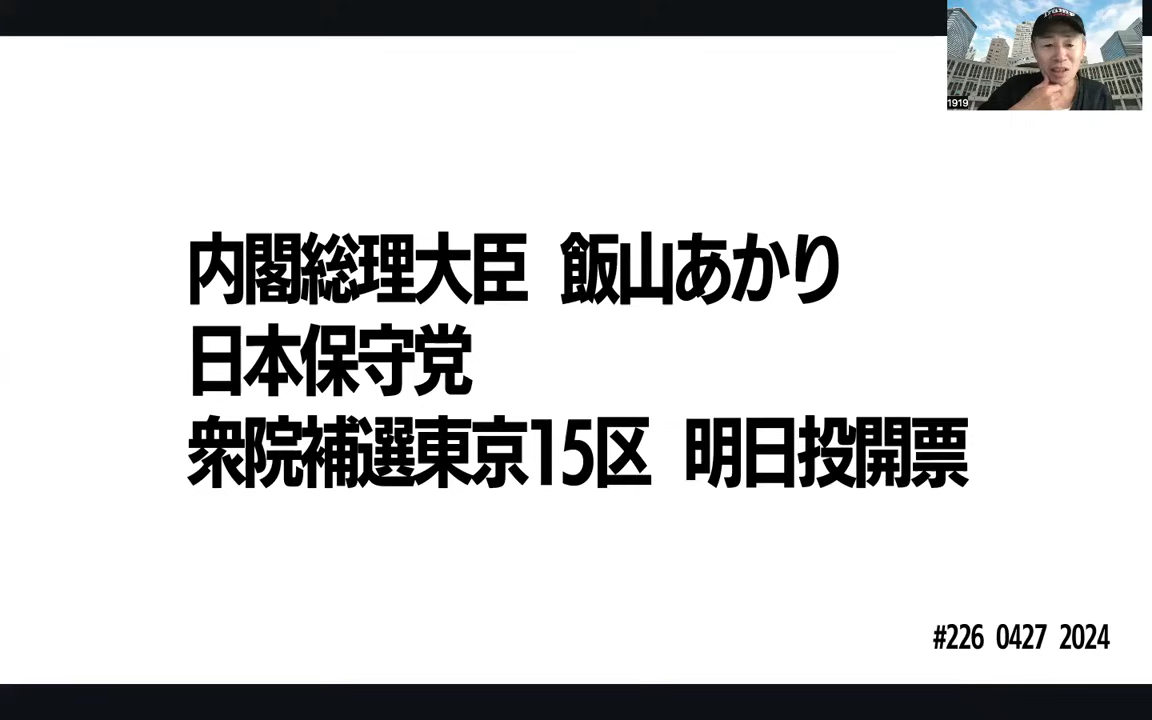 1919
内閣総理大臣 飯山あかり
日本保守党
衆院補選東京15区 明日投開票
#226 0427 2024